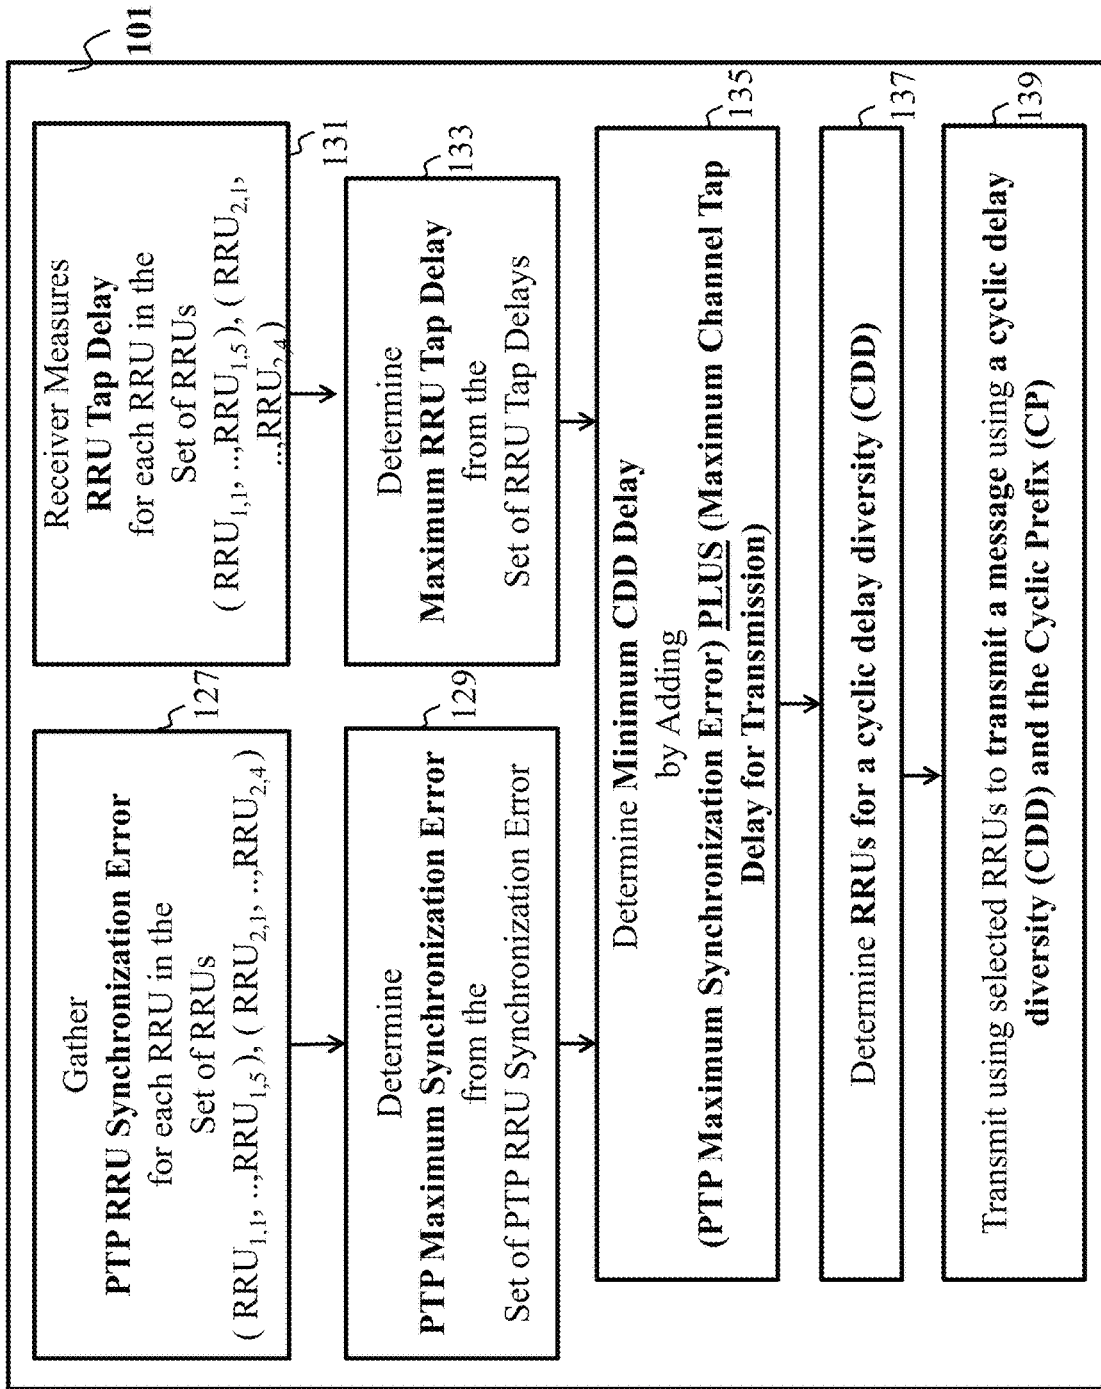 101
Gather
PTP RRU Synchronization Error
for each RRU in the
Set of RRUs
( RRU1,1, ..,RRU1,5), ( RRU2,1, ..,RRU2,4)
127
Receiver Measures
RRU Tap Delay
for each RRU in the
Set of RRUs
( RRU1,1, ..,RRU1,5), ( RRU2,1,
..,RRU2,4)
131
Determine
PTP Maximum Synchronization Error
from the
Set of PTP RRU Synchronization Error
129
Determine
Maximum RRU Tap Delay
from the
Set of RRU Tap Delays
133
Determine Minimum CDD Delay
by Adding
(PTP Maximum Synchronization Error) PLUS (Maximum Channel Tap
Delay for Transmission)
135
Determine RRUs for a cyclic delay diversity (CDD)
137
Transmit using selected RRUs to transmit a message using a cyclic delay
diversity (CDD) and the Cyclic Prefix (CP)
139